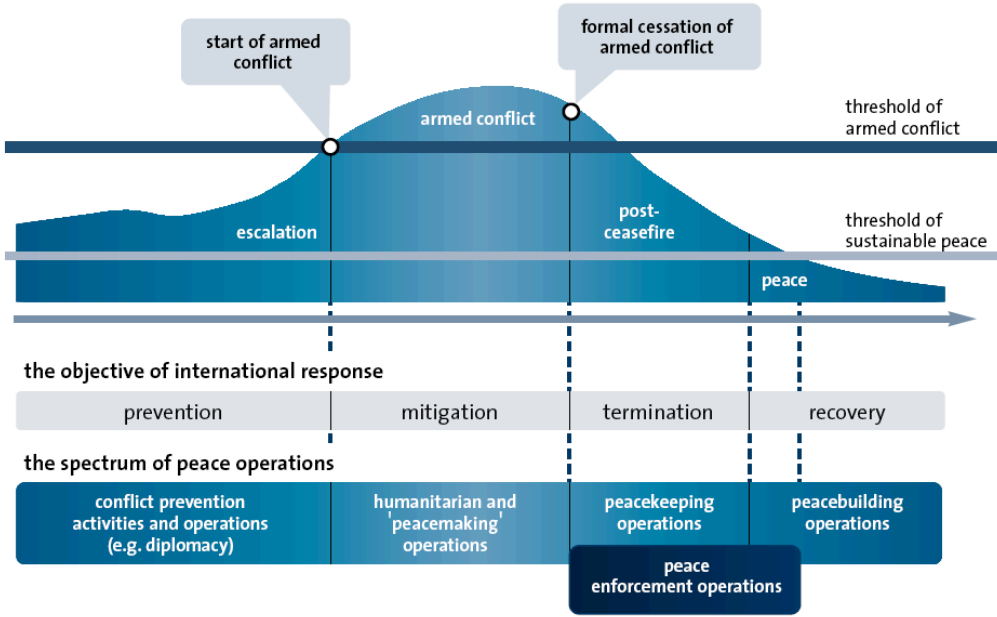 start of armed
conflict
formal cessation of
armed conflict
armed conflict
threshold of
armed conflict
escalation
post-
ceasefire
threshold of
sustainable peace
peace
the objective of international response
prevention
mitigation
termination
recovery
the spectrum of peace operations
conflict prevention
activities and operations
(e.g. diplomacy)
humanitarian and
'peacemaking'
operations
peacekeeping
operations
peacebuilding
operations
peace
enforcement operations